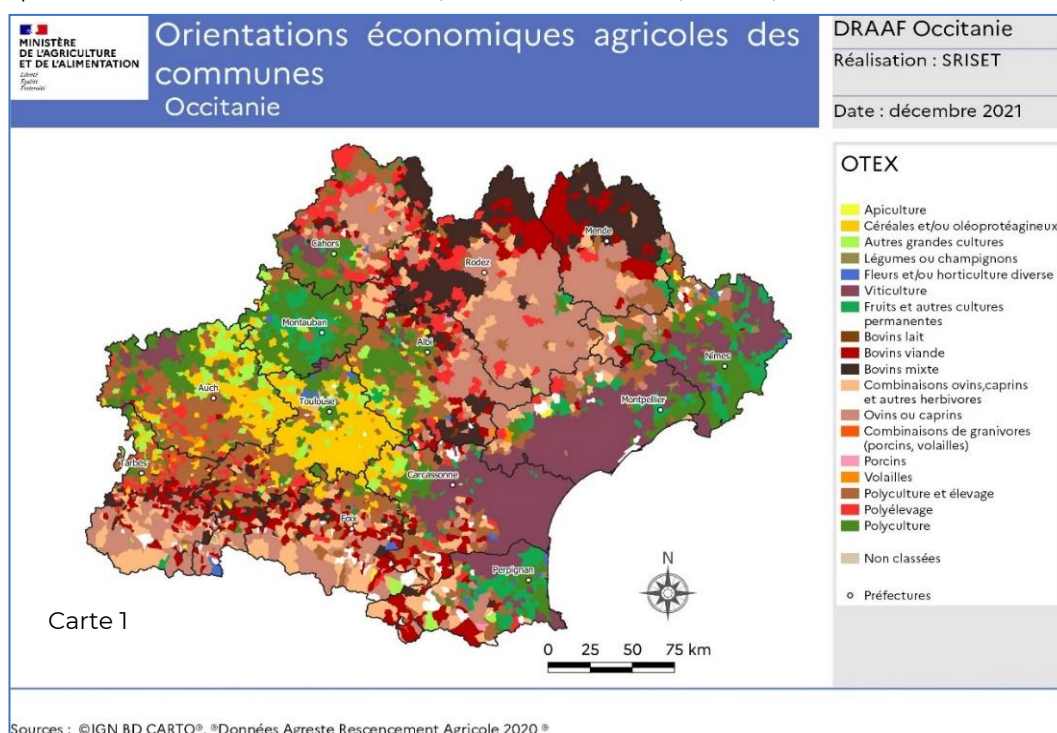 MINISTÈRE
DE L'AGRICULTURE
ET DE L'ALIMENTATION
Liberté
Égalité
Fraternité
Orientations économiques agricoles des
communes
Occitanie
DRAAF Occitanie
Réalisation : SRISET
Date : décembre 2021
OTEX
Apiculture
Céréales et/ou oléoprotéagineux
Autres grandes cultures
Légumes ou champignons
Fleurs et/ou horticulture diverse
Viticulture
Fruits et autres cultures
permanentes
Bovins lait
Bovins viande
Bovins mixte
Combinaisons ovins,caprins
et autres herbivores
Ovins ou caprins
Combinaisons de granivores
(porcins, volailles)
Porcins
Volailles
Polyculture et élevage
Polyélevage
Polyculture
Non classées
Préfectures
Mende
Cahors
Rodez
Montauban
Albi
Nîmes
Auch
Toulouse
Montpellier
Tarbes
Carcassonne
Foix
Perpignan
N
Carte 1
0 25 50 75 km
Sources : ©IGN BD CARTO®, ®Données Agreste Rescencement Agricole 2020 ®